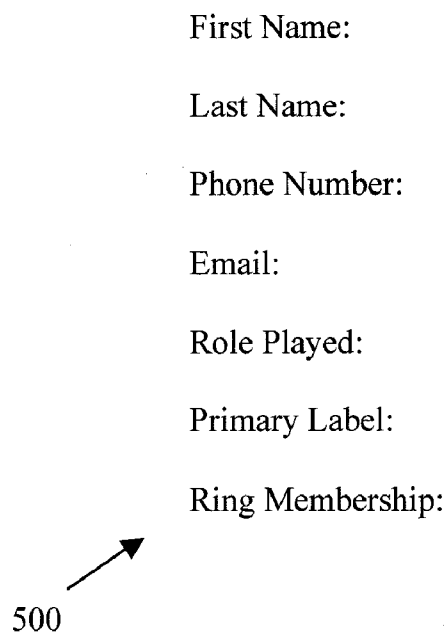 First Name:
Last Name:
Phone Number:
Email:
Role Played:
Primary Label:
Ring Membership:
500